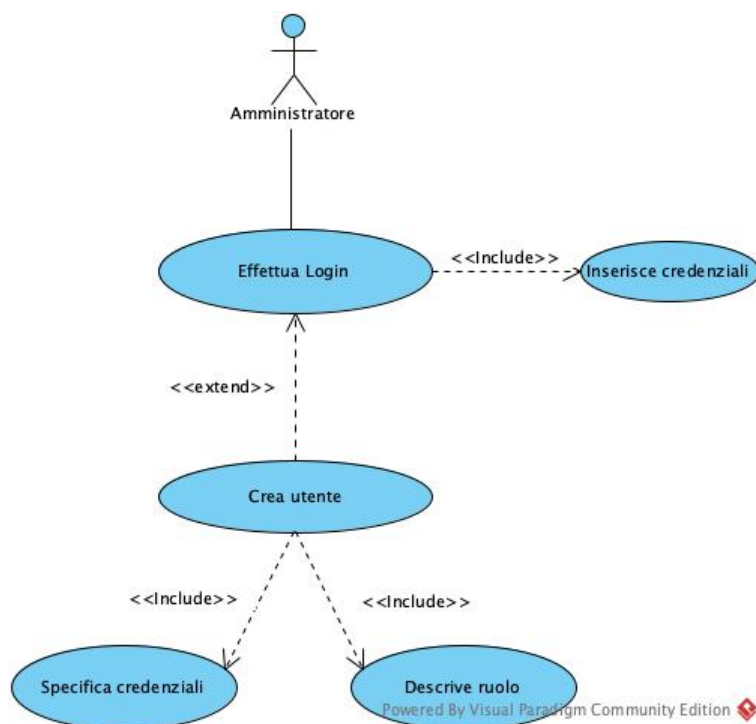 Amministratore
Effettua Login
<<Include>>
Inserisce credenziali
<<extend>>
Crea utente
<<Include>>
<<Include>>
Specifica credenziali
Descrive ruolo
Powered By Visual Paradigm Community Edition